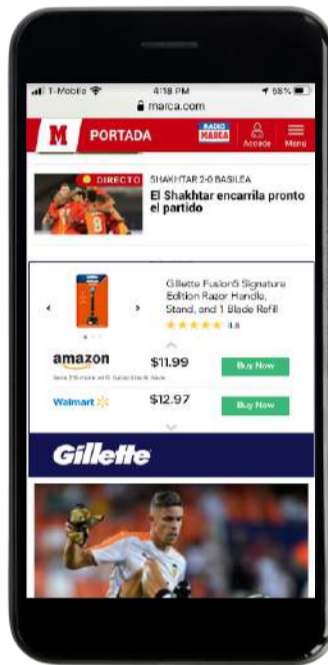 T-Mobile
4:18 PM
58%
marca.com
M
PORTADA
RADIO
MARCA
Accede
Menú
DIRECTO
SHAKHTAR 2-0 BASILEA
El Shakhtar encarrila pronto
el partido
Gillette Fusion5 Signature
Edition Razor Handle,
Stand, and 1 Blade Refill
4.8
amazon
$11.99
Buy Now
Walmart
$12.97
Buy Now
Gillette